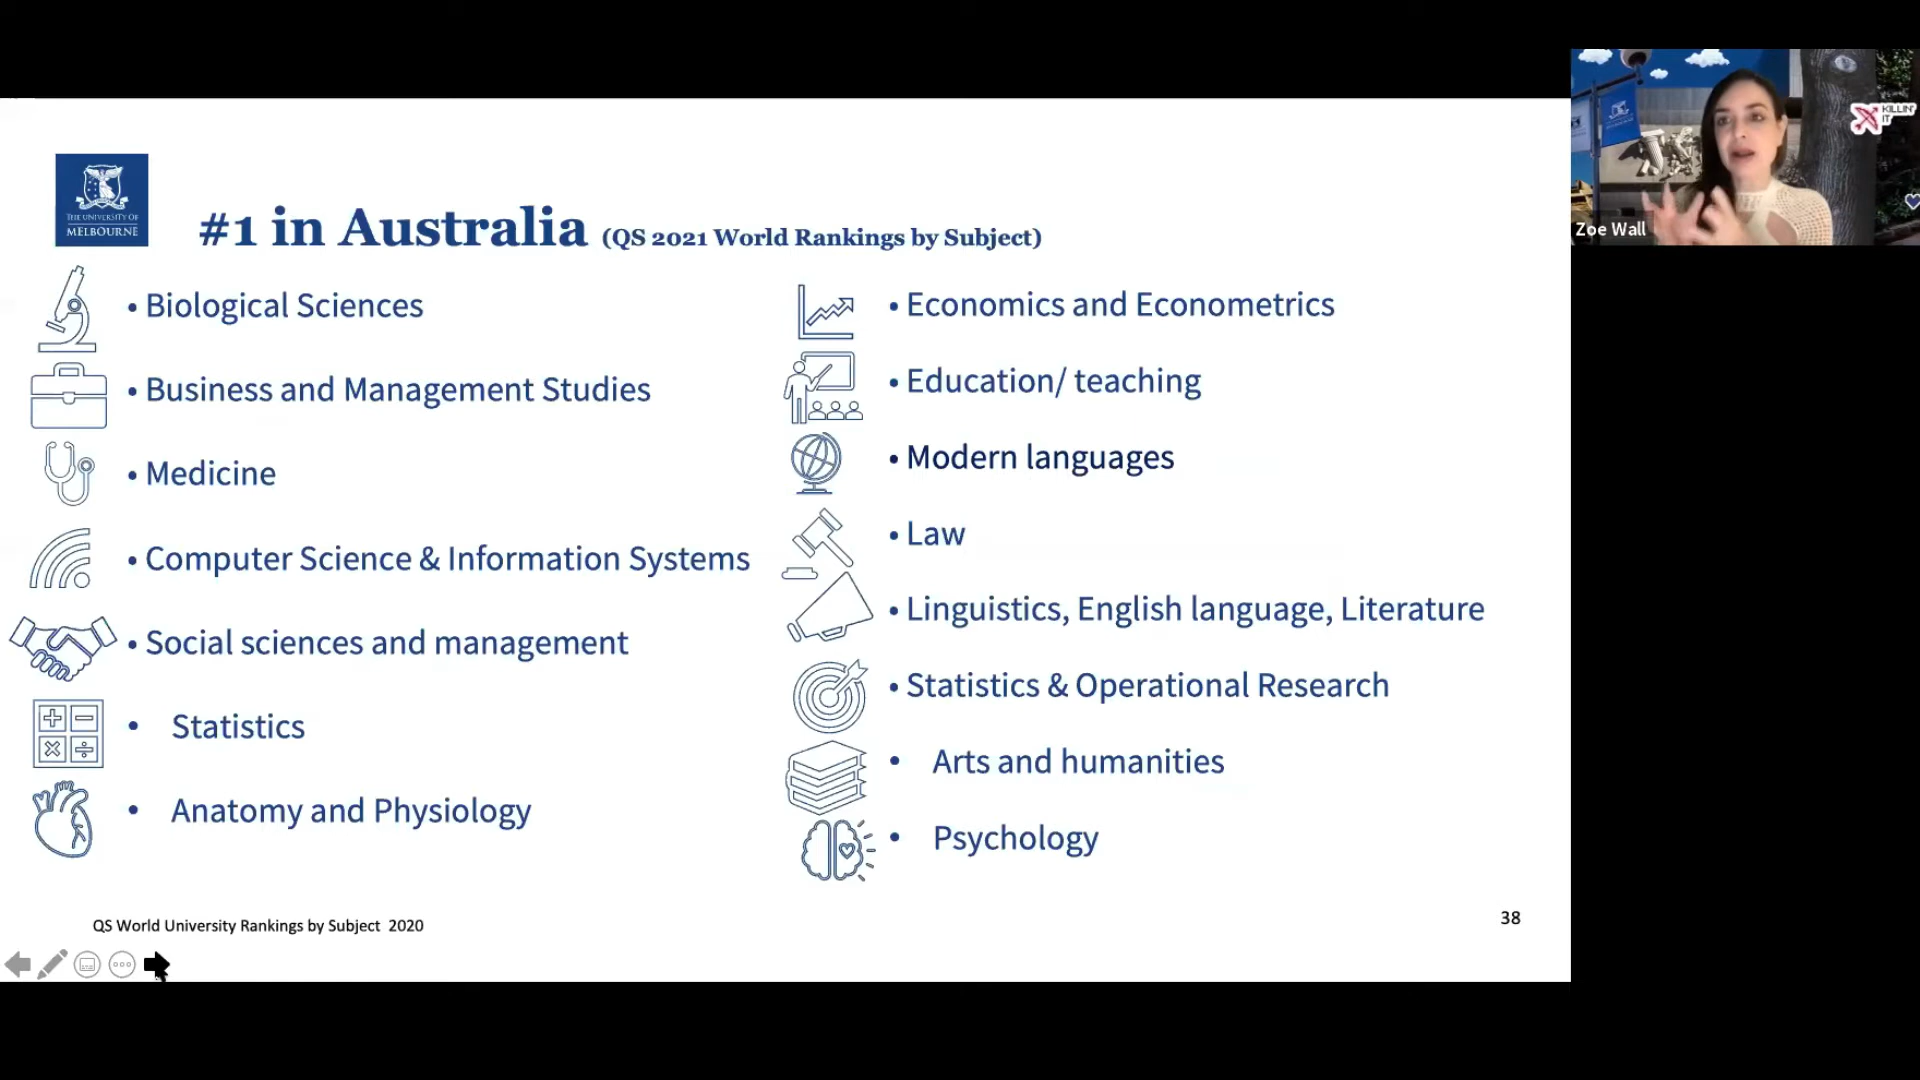 THE UNIVERSITY OF
MELBOURNE
#1 in Australia (QS 2021 World Rankings by Subject)
• Biological Sciences
• Business and Management Studies
• Medicine
• Computer Science & Information Systems
• Social sciences and management
• Statistics
• Anatomy and Physiology
• Economics and Econometrics
• Education/ teaching
• Modern languages
• Law
• Linguistics, English language, Literature
• Statistics & Operational Research
• Arts and humanities
• Psychology
QS World University Rankings by Subject 2020
38
KILLIN'
IT
Zoe Wall